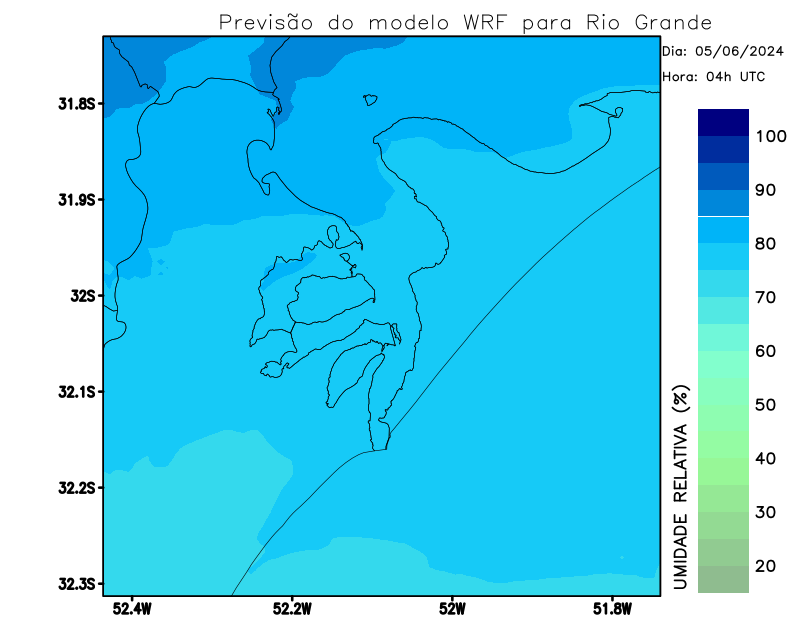 Previsão do modelo WRF para Rio Grande
Dia: 05/06/2024
Hora: 04h UTC
31.8S
31.9S
32S
32.1S
32.2S
32.3S
52.4W
52.2W
52W
51.8W
UMIDADE RELATIVA (%)
100
90
80
70
60
50
40
30
20